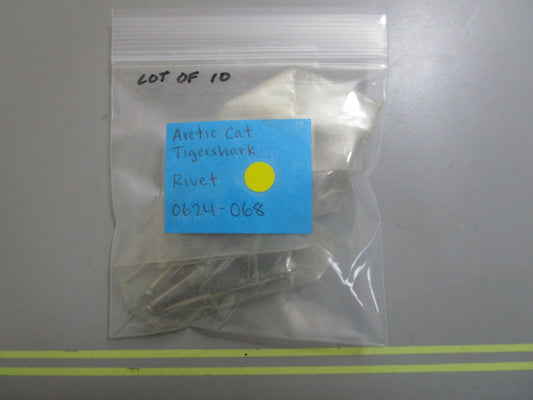 LOT OF 10
Arctic Cat
Tigershark
Rivet
0624-068